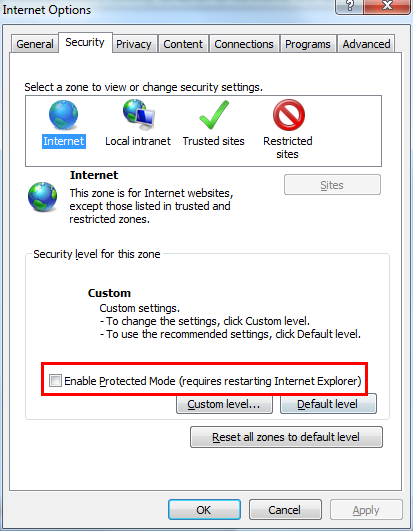 Internet Options
General Security Privacy Content Connections Programs Advanced
Select a zone to view or change security settings.
Internet Local intranet Trusted sites Restricted sites
Internet
This zone is for Internet websites,
except those listed in trusted and
restricted zones.
Sites
Security level for this zone
Custom
Custom settings.
- To change the settings, click Custom level.
- To use the recommended settings, click Default level.
Enable Protected Mode (requires restarting Internet Explorer)
Custom level... Default level
Reset all zones to default level
OK Cancel Apply